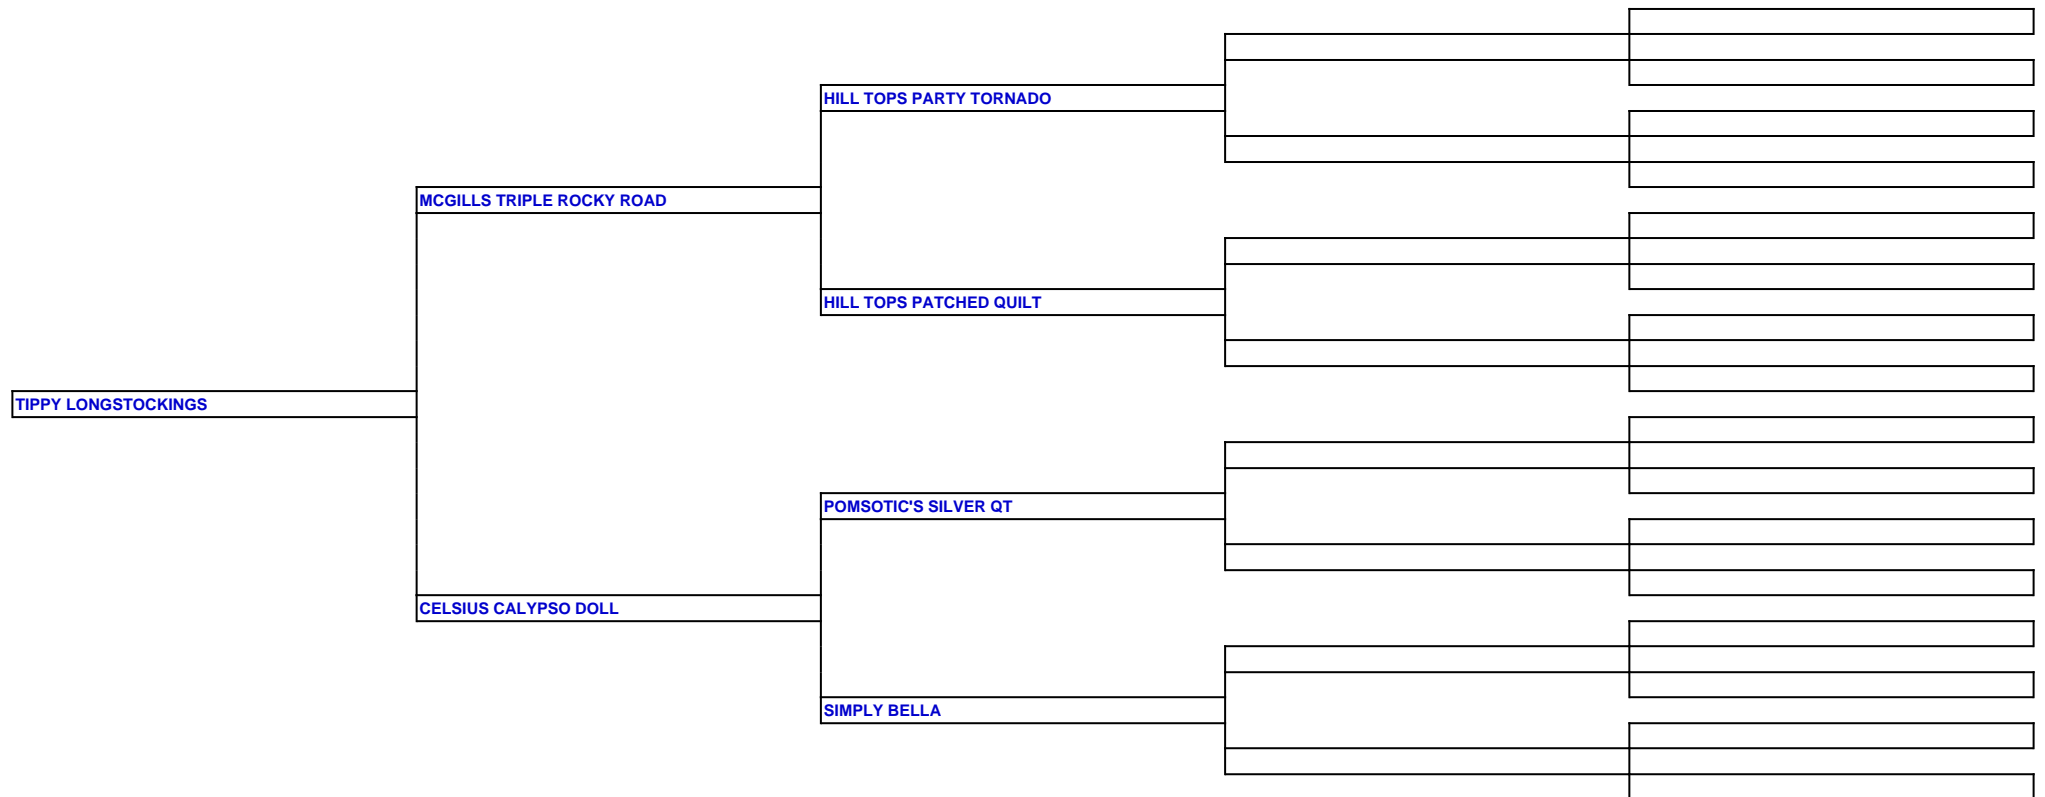 HILL TOPS PARTY TORNADO
MCGILLS TRIPLE ROCKY ROAD
HILL TOPS PATCHED QUILT
TIPPY LONGSTOCKINGS
POMSOTIC'S SILVER QT
CELSIUS CALYPSO DOLL
SIMPLY BELLA